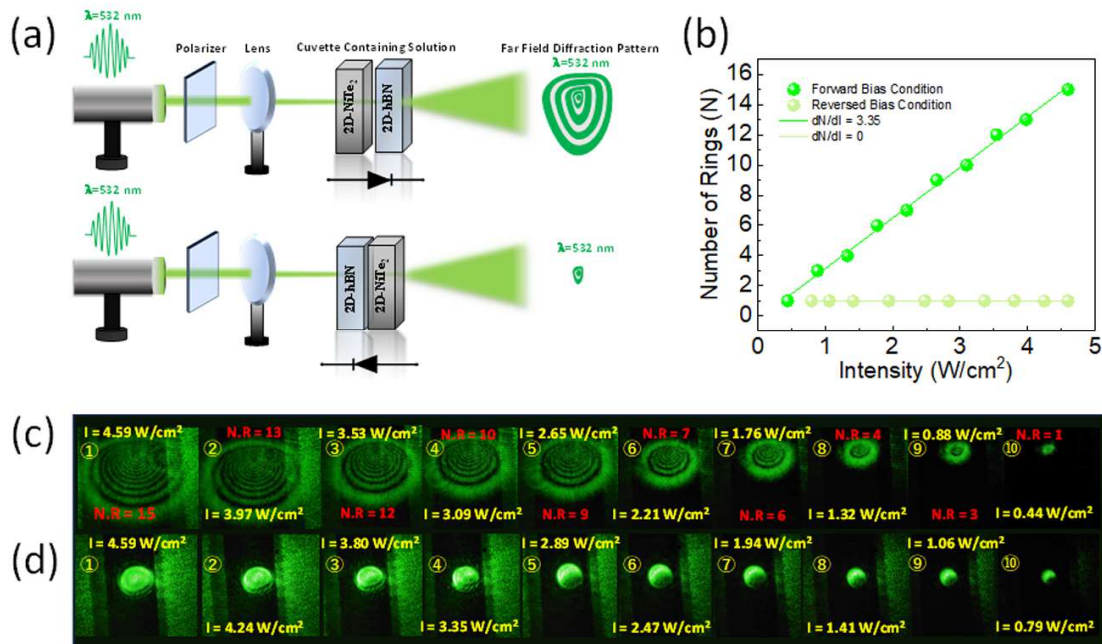 (a)
λ=532 nm
Polarizer
Lens
Cuvette Containing Solution
Far Field Diffraction Pattern
λ=532 nm
2D-NiTe₂
2D-hBN
λ=532 nm
λ=532 nm
2D-hBN
2D-NiTe₂
(b)
Number of Rings (N)
16
14
12
10
8
6
4
2
0
Forward Bias Condition
Reversed Bias Condition
dN/dI = 3.35
dN/dI = 0
0 1 2 3 4 5
Intensity (W/cm²)
(c)
I = 4.59 W/cm² N.R = 13 I = 3.53 W/cm² N.R = 10 I = 2.65 W/cm² N.R = 7 I = 1.76 W/cm² N.R = 4 I = 0.88 W/cm² N.R = 1
① ② ③ ④ ⑤ ⑥ ⑦ ⑧ ⑨ ⑩
N.R = 15 I = 3.97 W/cm² N.R = 12 I = 3.09 W/cm² N.R = 9 I = 2.21 W/cm² N.R = 6 I = 1.32 W/cm² N.R = 3 I = 0.44 W/cm²
(d)
I = 4.59 W/cm² I = 3.80 W/cm² I = 2.89 W/cm² I = 1.94 W/cm² I = 1.06 W/cm²
① ② ③ ④ ⑤ ⑥ ⑦ ⑧ ⑨ ⑩
I = 4.24 W/cm² I = 3.35 W/cm² I = 2.47 W/cm² I = 1.41 W/cm² I = 0.79 W/cm²